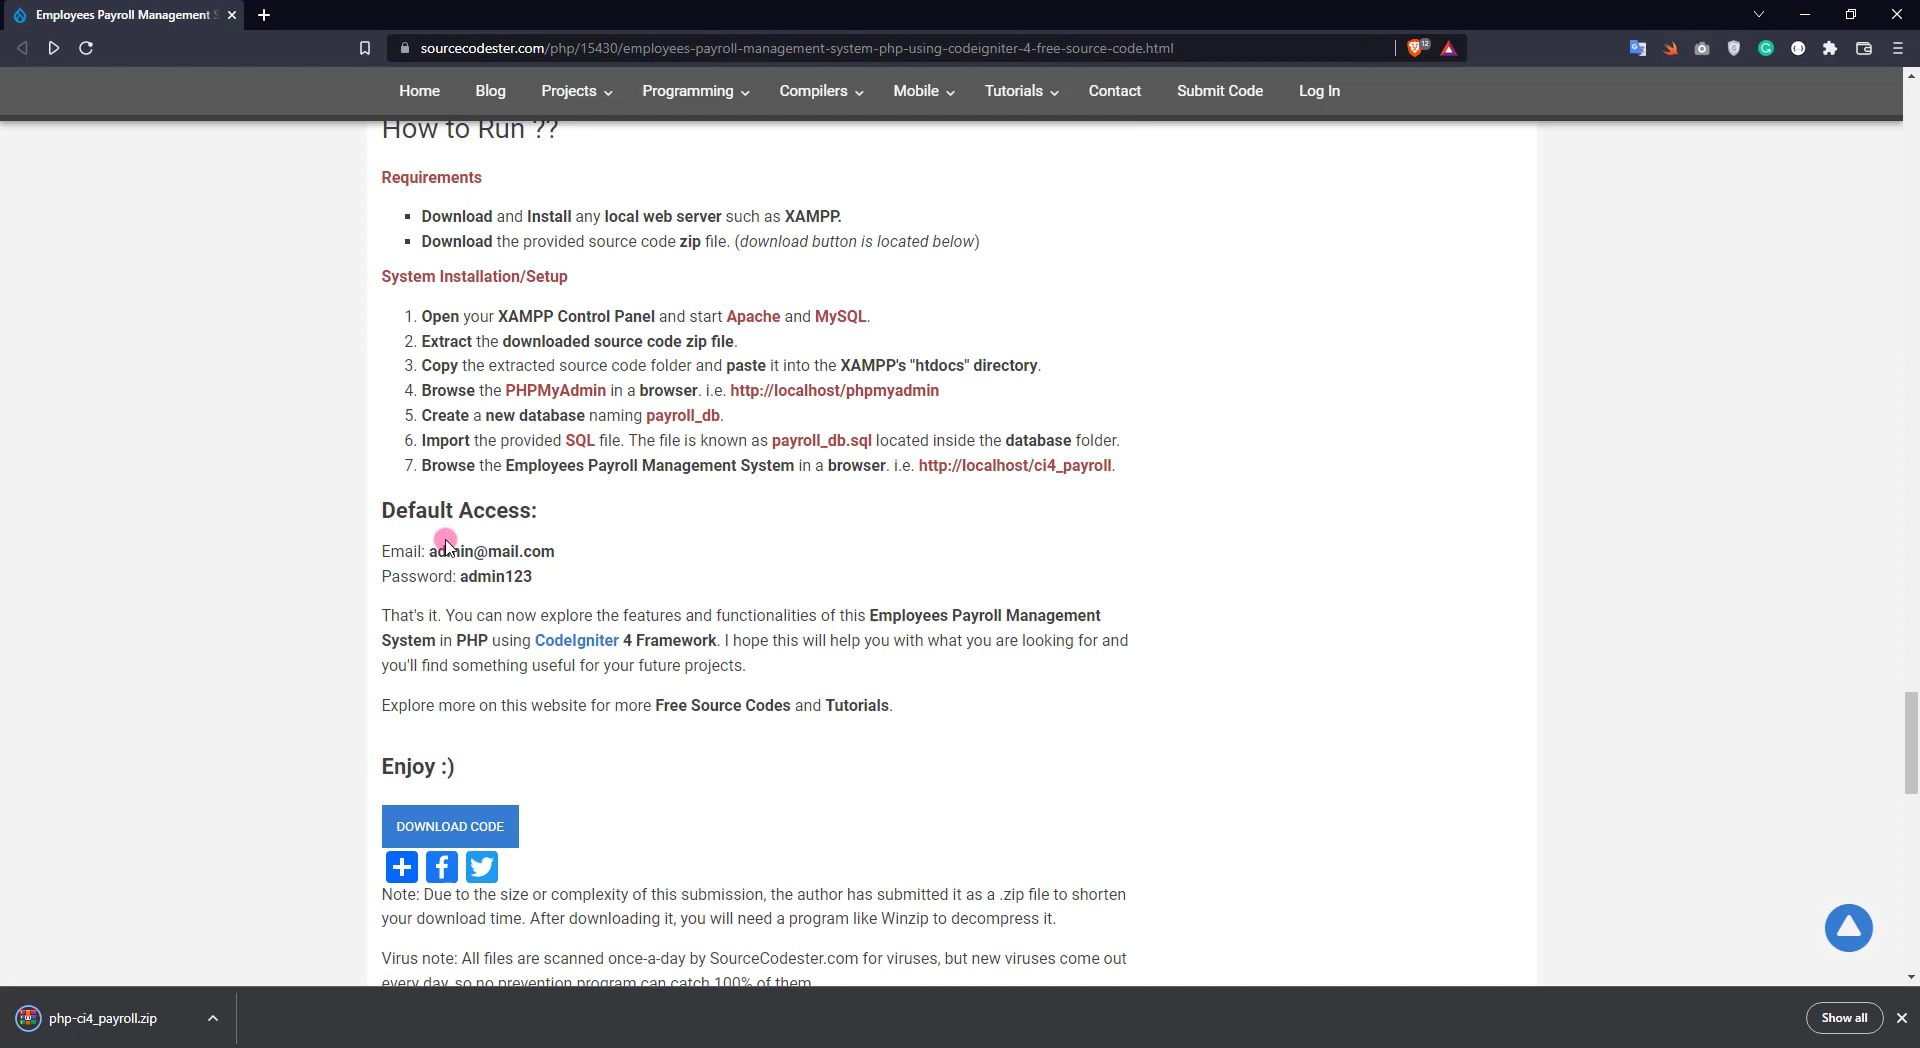 Employees Payroll Management S
sourcecodester.com/php/15430/employees-payroll-management-system-php-using-codeigniter-4-free-source-code.html
12
Home Blog Projects Programming Compilers Mobile Tutorials Contact Submit Code Log In
How to Run ??
Requirements
Download and Install any local web server such as XAMPP.
Download the provided source code zip file. (download button is located below)
System Installation/Setup
1. Open your XAMPP Control Panel and start Apache and MySQL.
2. Extract the downloaded source code zip file.
3. Copy the extracted source code folder and paste it into the XAMPP's "htdocs" directory.
4. Browse the PHPMyAdmin in a browser. i.e. http://localhost/phpmyadmin
5. Create a new database naming payroll_db.
6. Import the provided SQL file. The file is known as payroll_db.sql located inside the database folder.
7. Browse the Employees Payroll Management System in a browser. i.e. http://localhost/ci4_payroll.
Default Access:
Email: admin@mail.com
Password: admin123
That's it. You can now explore the features and functionalities of this Employees Payroll Management
System in PHP using CodeIgniter 4 Framework. I hope this will help you with what you are looking for and
you'll find something useful for your future projects.
Explore more on this website for more Free Source Codes and Tutorials.
Enjoy :)
DOWNLOAD CODE
Note: Due to the size or complexity of this submission, the author has submitted it as a .zip file to shorten
your download time. After downloading it, you will need a program like Winzip to decompress it.
Virus note: All files are scanned once-a-day by SourceCodester.com for viruses, but new viruses come out
every day, so no prevention program can catch 100% of them
php-ci4_payroll.zip
Show all